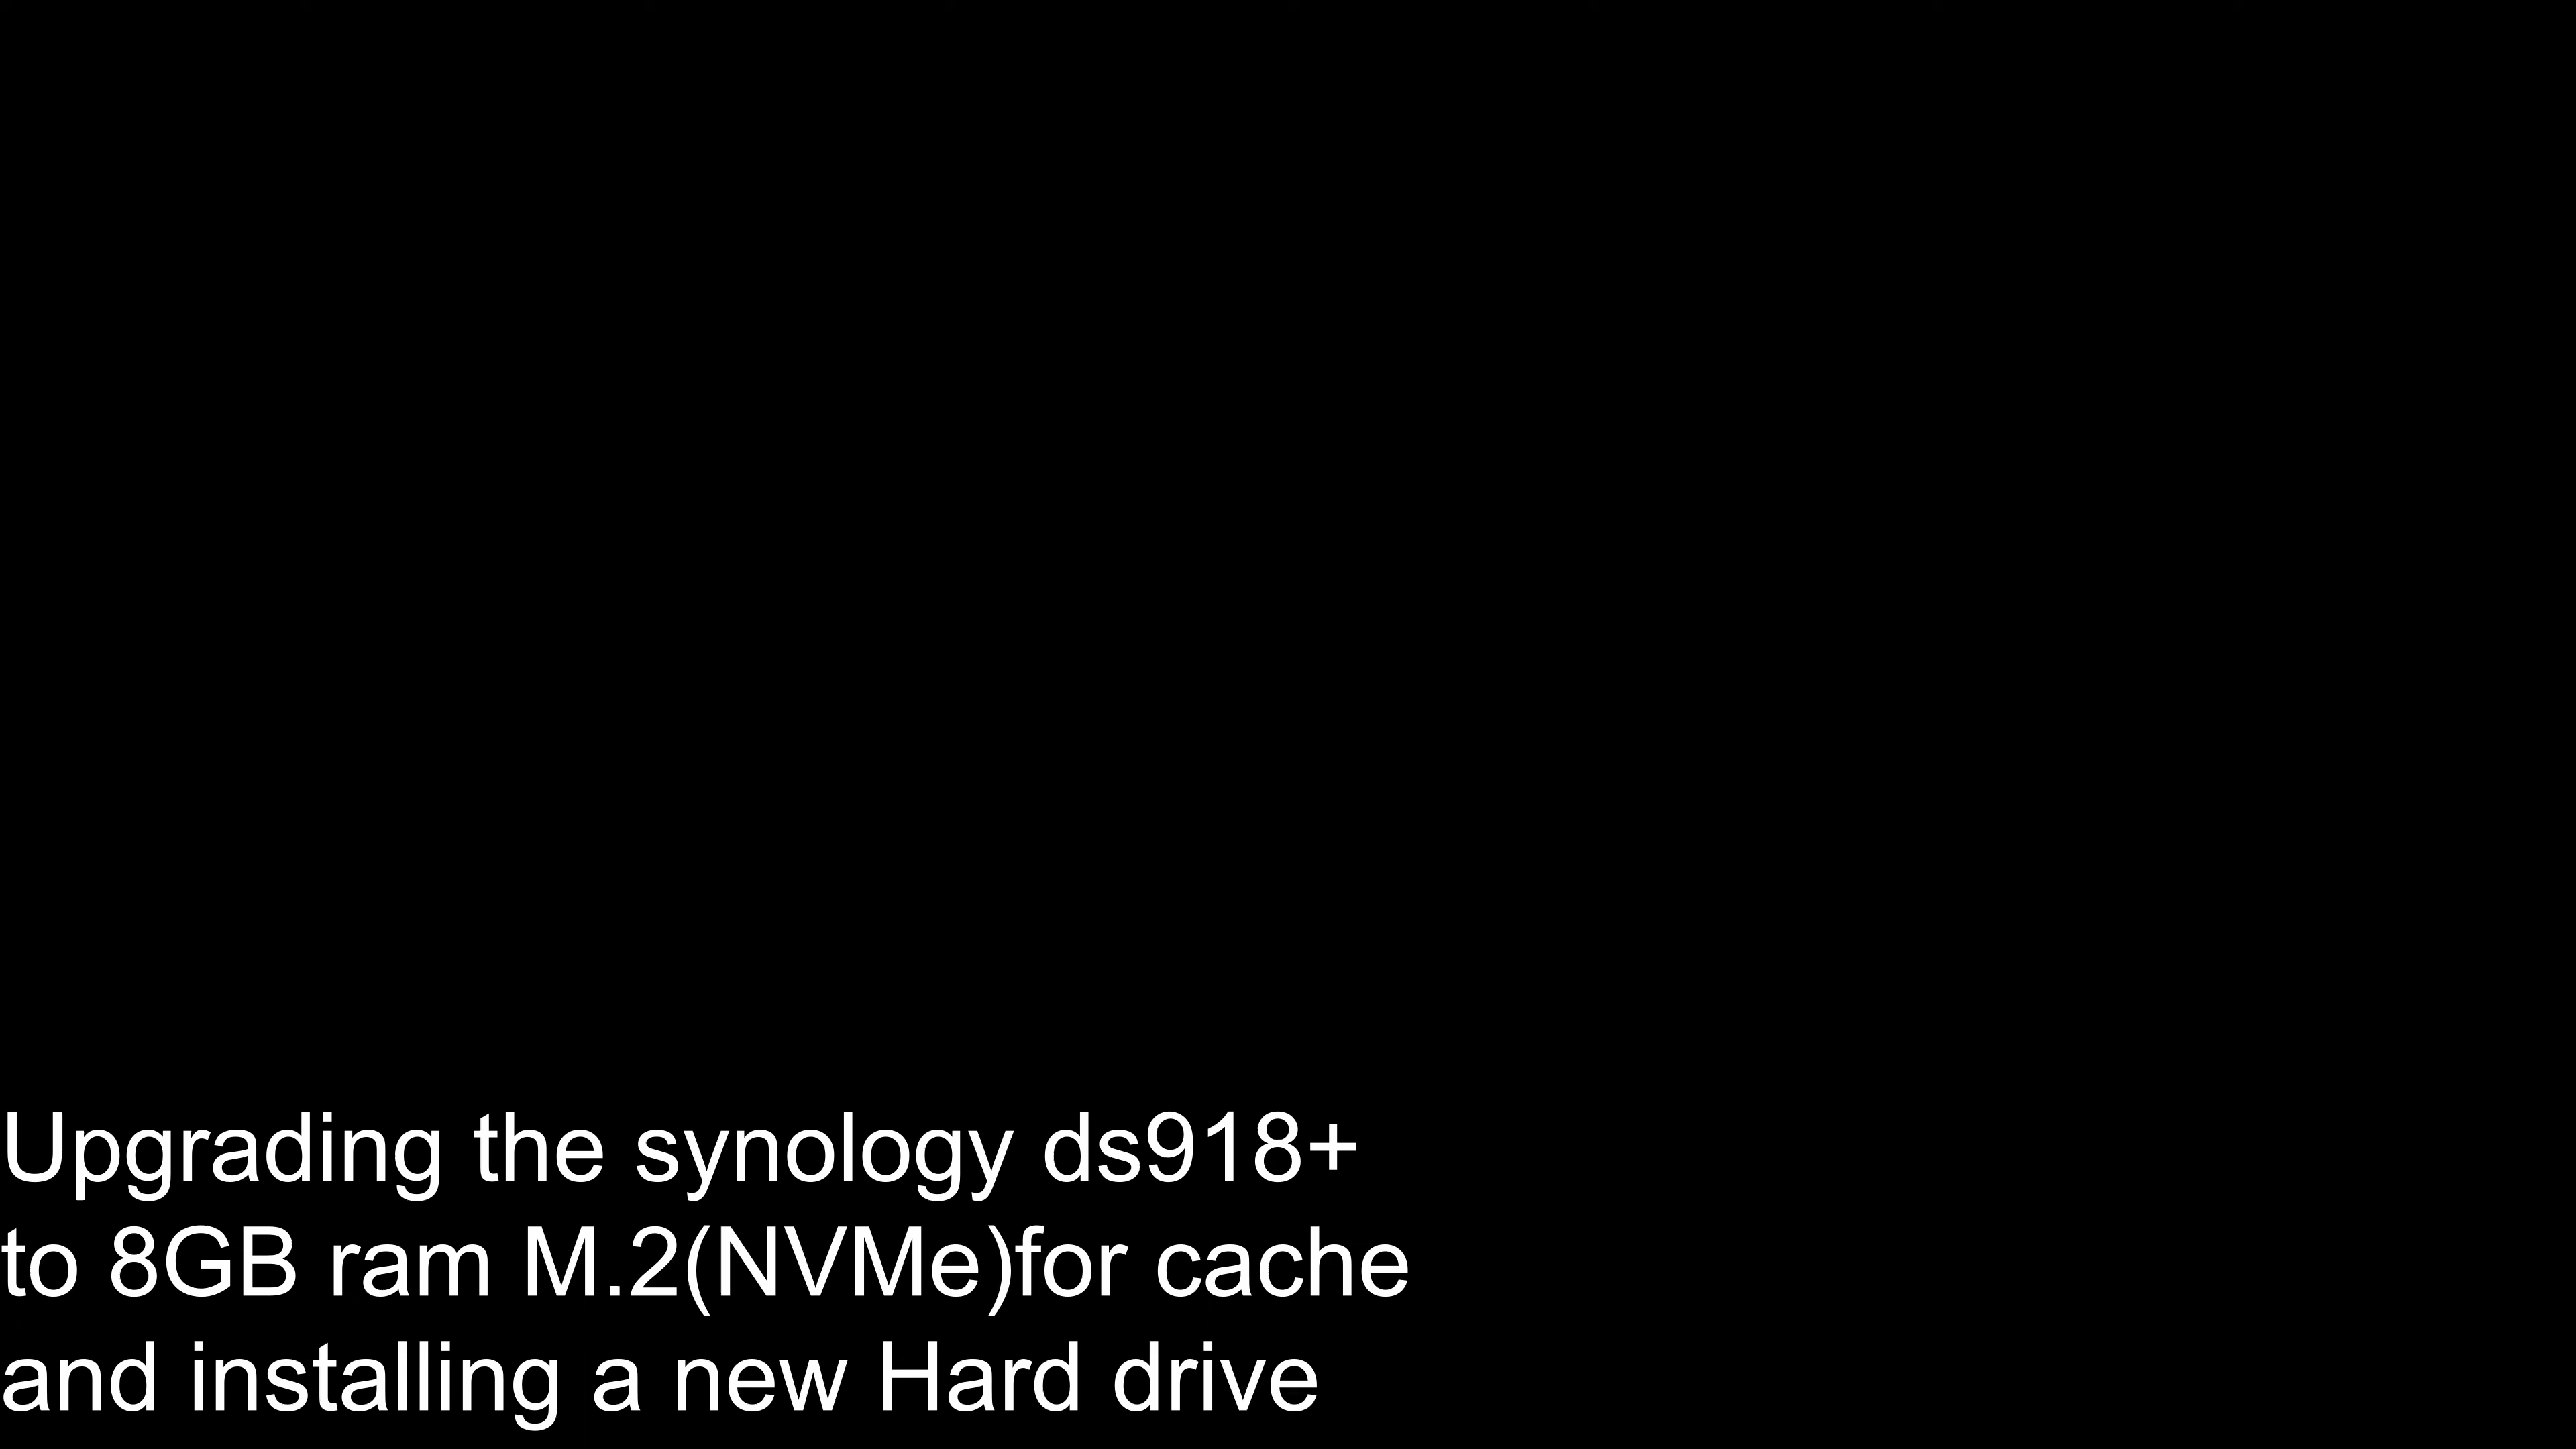 Upgrading the synology ds918+
to 8GB ram M.2(NVMe)for cache
and installing a new Hard drive